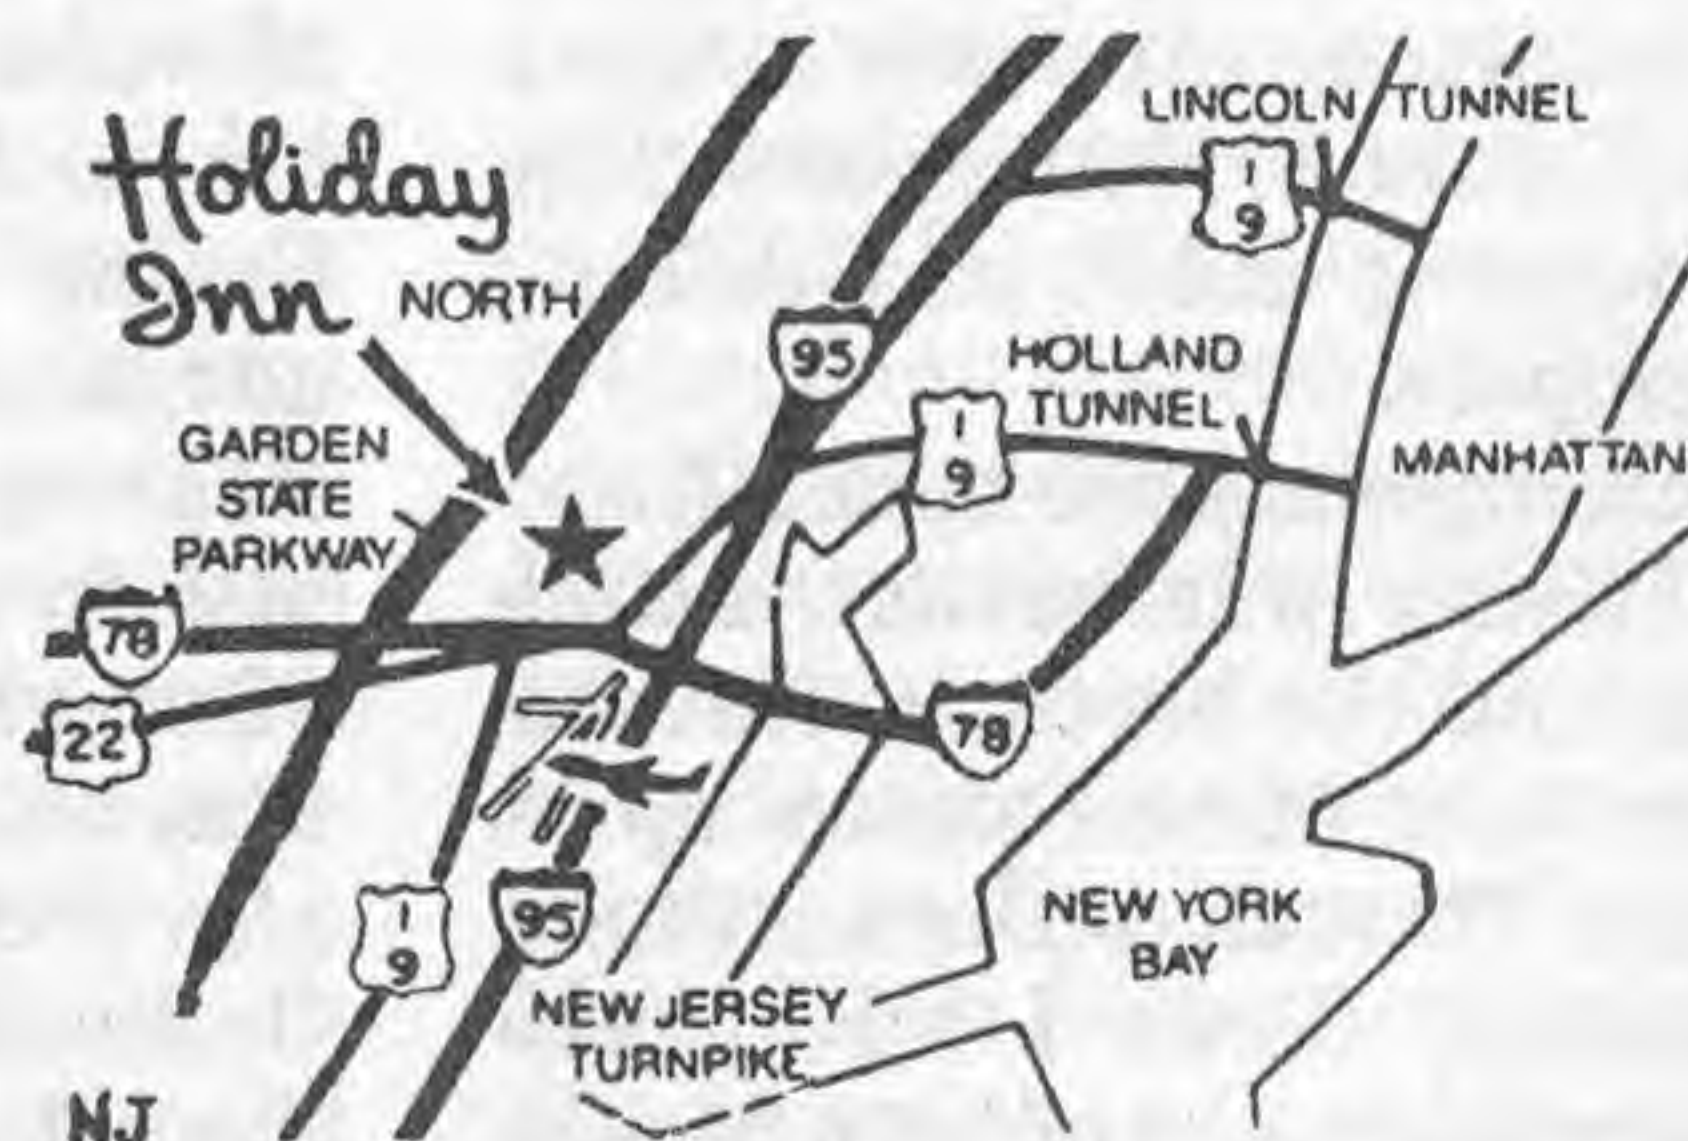 LINCOLN TUNNEL
1
9
Holiday
Inn
NORTH
95
HOLLAND
TUNNEL
1
9
GARDEN
STATE
PARKWAY
MANHATTAN
78
22
78
1
9
95
NEW YORK
BAY
NEW JERSEY
TURNPIKE
NJ